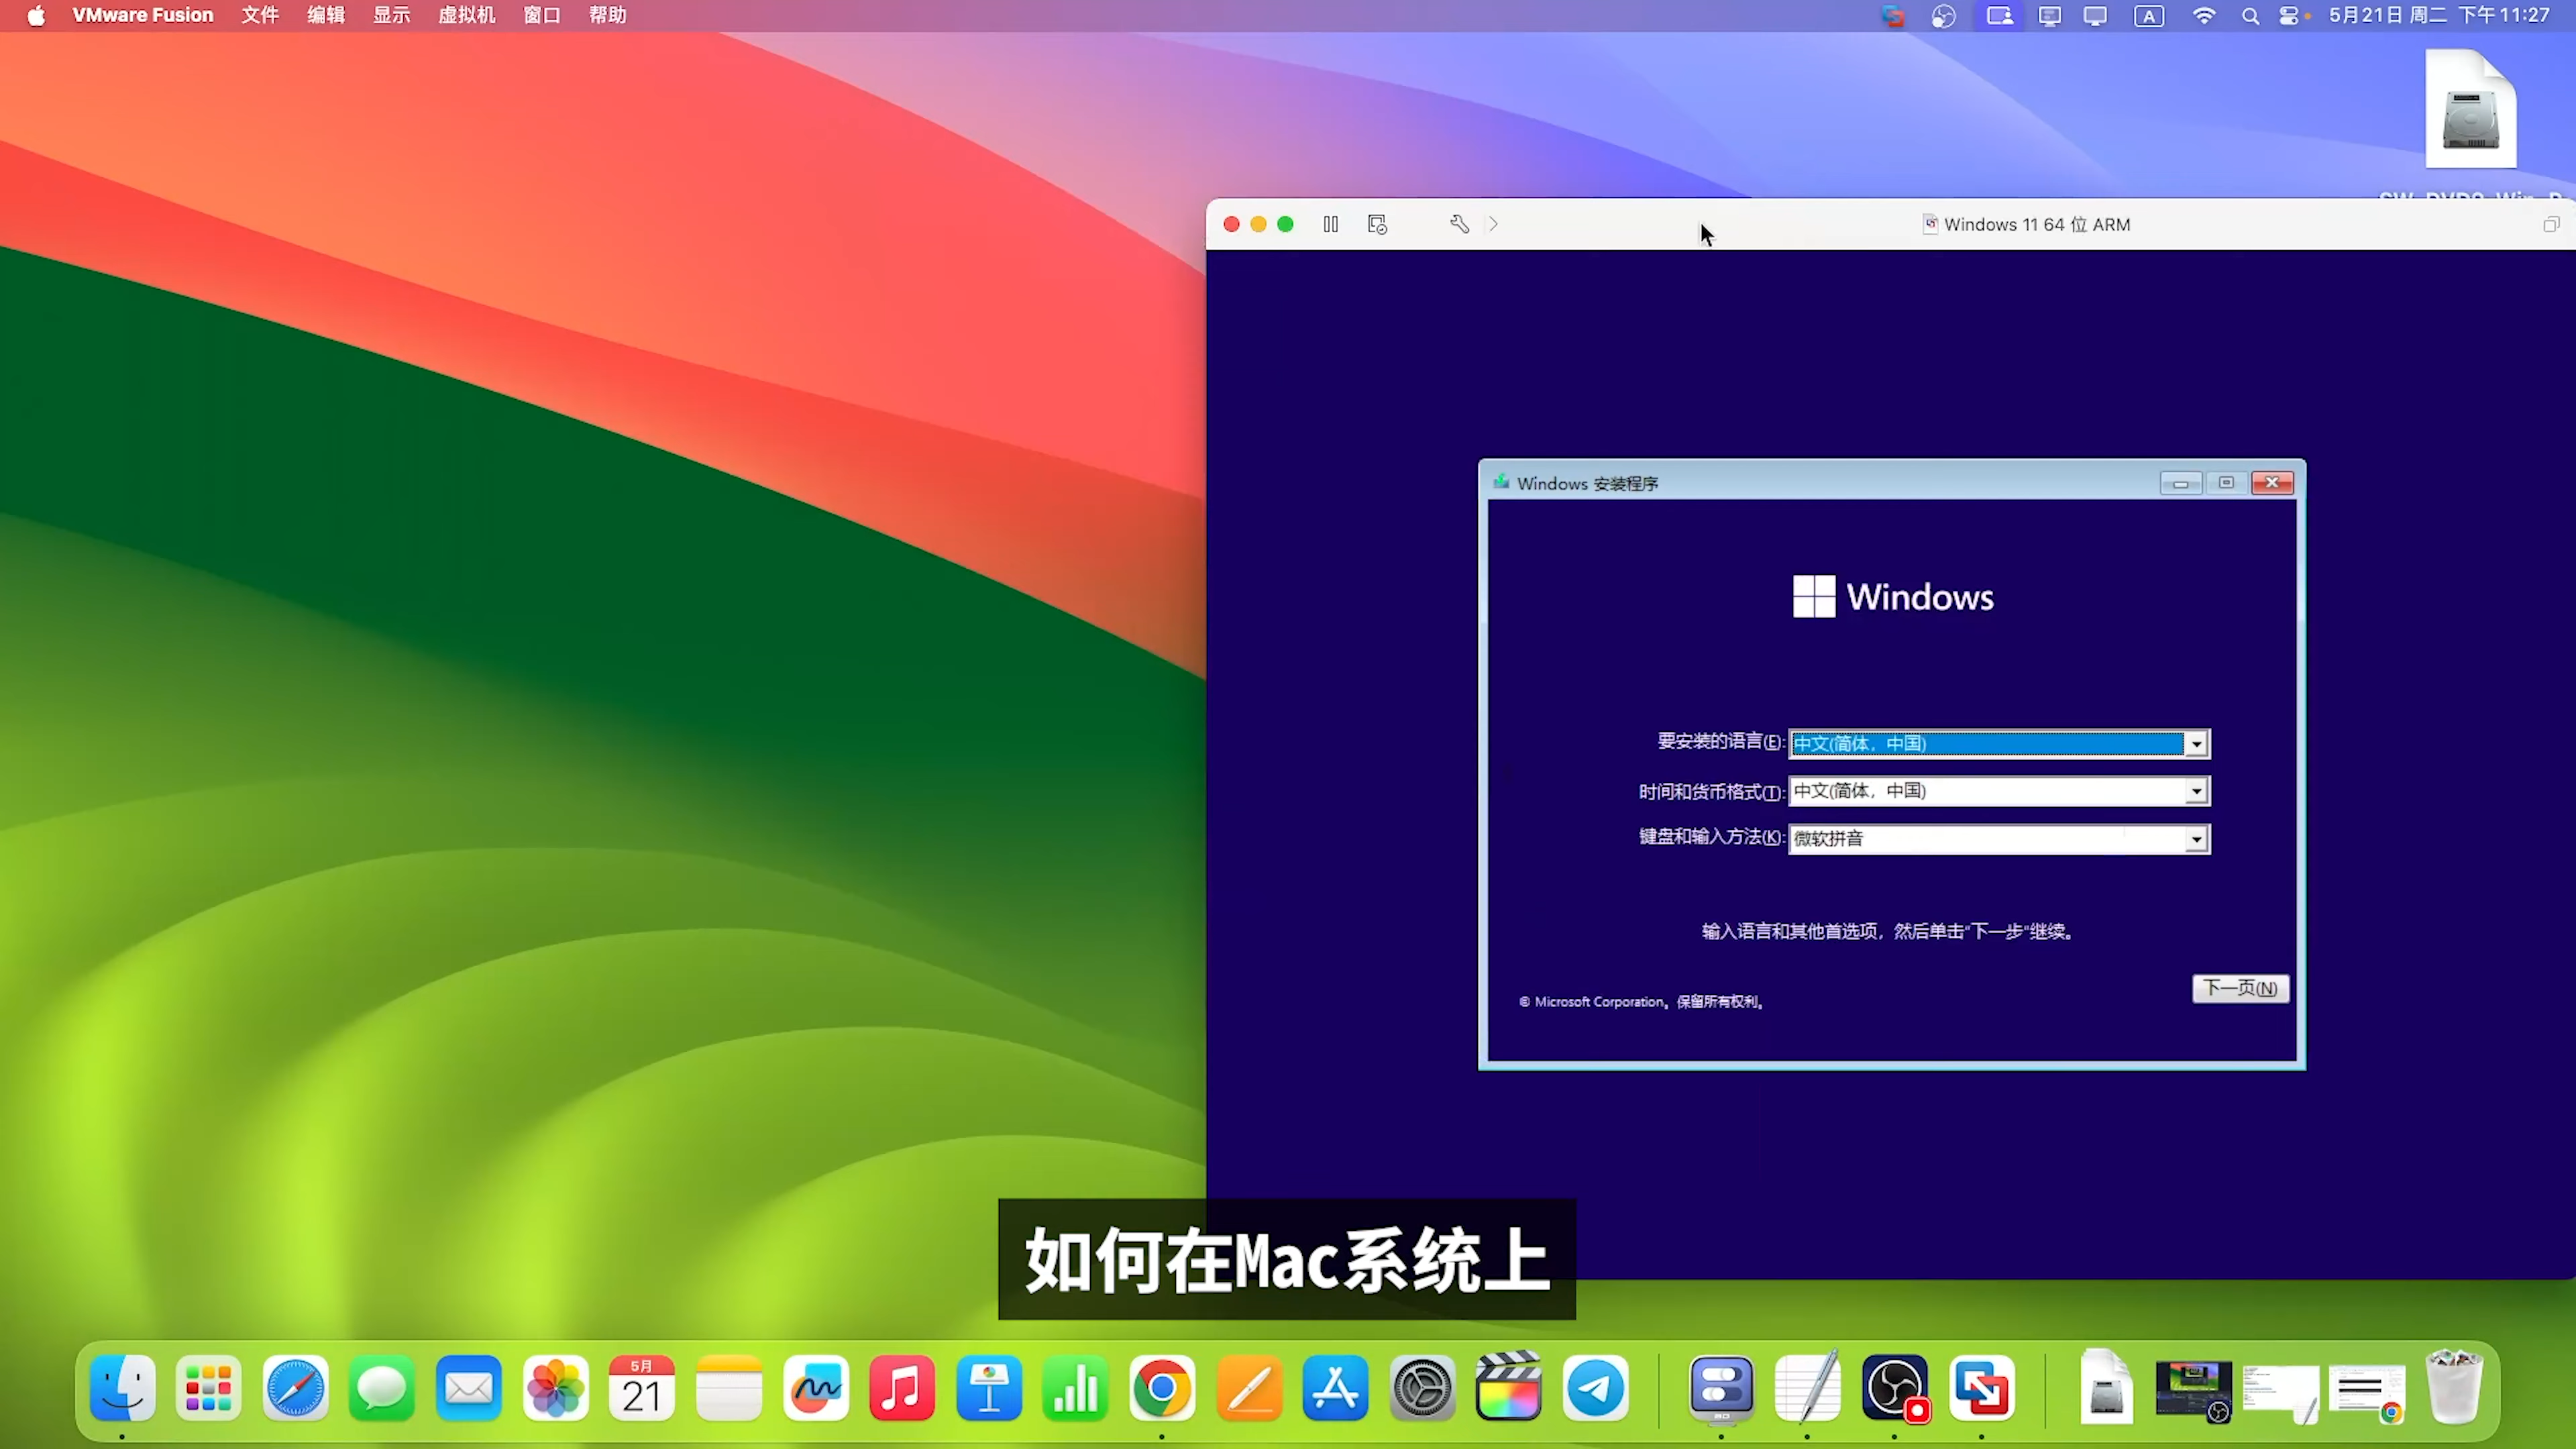 VMware Fusion 文件 编辑 显示 虚拟机 窗口 帮助 A 5月21日 周二 下午11:27
Windows 11 64 位 ARM
Windows 安装程序
Windows
要安装的语言(E): 中文(简体，中国)
时间和货币格式(T): 中文(简体，中国)
键盘和输入方法(K): 微软拼音
输入语言和其他首选项，然后单击"下一步"继续。
下一页(N)
© Microsoft Corporation。保留所有权利。
如何在Mac系统上
5月
21